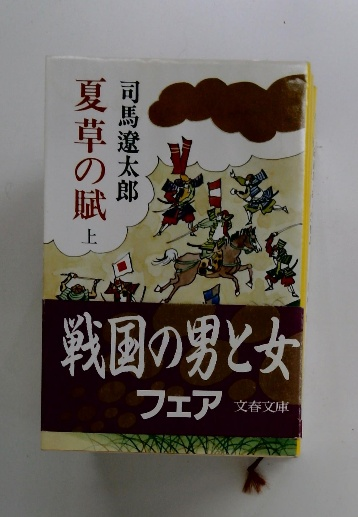 司馬遼太郎
夏草の賦
上
戦国の男と女
フェア
文春文庫